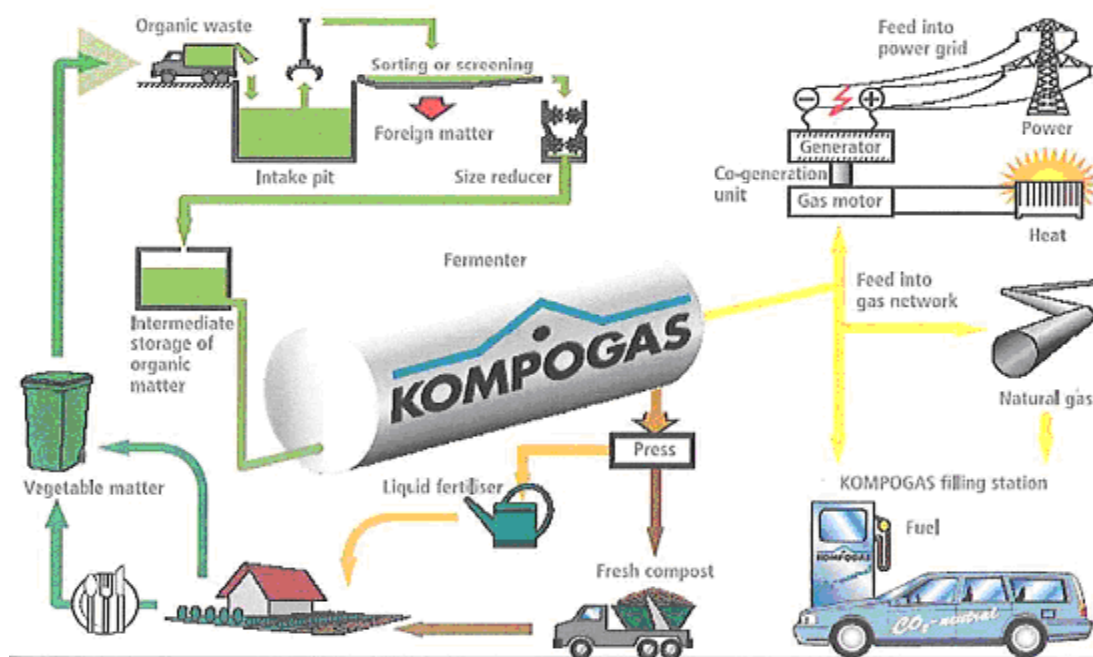 Organic waste
Sorting or screening
Foreign matter
Intake pit
Size reducer
Feed into
power grid
Power
Generator
Co-generation
unit
Gas motor
Heat
Fermenter
Intermediate
storage of
organic
matter
KOMPOGAS
Feed into
gas network
Natural gas
Press
Vegetable matter
Liquid fertiliser
KOMPOGAS filling station
Fuel
KOMPOGAS
Fresh compost
CO2-neutral